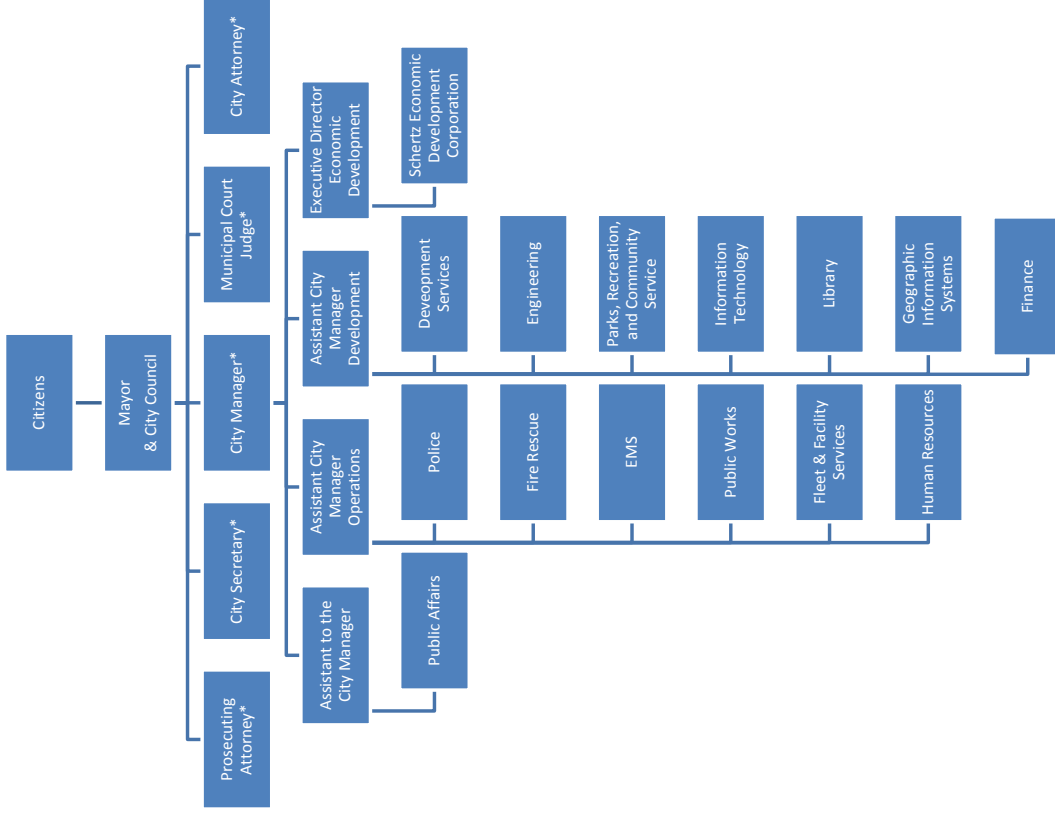 Citizens
Mayor
& City Council
Prosecuting
Attorney*
City Secretary*
City Manager*
Municipal Court
Judge*
City Attorney*
Assistant to the
City Manager
Assistant City
Manager
Operations
Assistant City
Manager
Development
Executive Director
Economic
Development
Public Affairs
Police
Fire Rescue
EMS
Public Works
Fleet & Facility
Services
Human Resources
Deveopment
Services
Engineering
Parks, Recreation,
and Community
Service
Information
Technology
Library
Geographic
Information
Systems
Finance
Schertz Economic
Development
Corporation